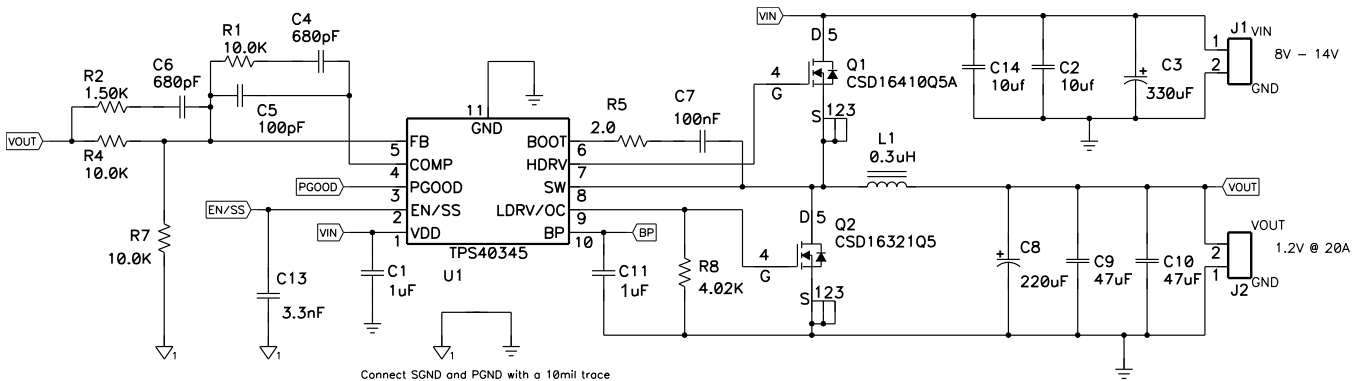 C4
680pF
R1
10.0K
C6
680pF
R2
1.50K
C5
100pF
VOUT
R4
10.0K
R7
10.0K
PGOOD
EN/SS
VIN
C13
3.3nF
C1
1uF
1
1
11
GND
FB
5
COMP
4
PGOOD
3
EN/SS
2
VDD
1
BOOT
6
HDRV
7
SW
8
LDRV/OC
9
BP
10
TPS40345
U1
1
Connect SGND and PGND with a 10mil trace
R5
2.0
C7
100nF
BP
C11
1uF
R8
4.02K
VIN
D 5
4
G
Q1
CSD16410Q5A
S 123
L1
0.3uH
D 5
4
G
Q2
CSD16321Q5
S 123
C14
10uf
C2
10uf
C3
330uF
+
J1
VIN
1
2
GND
8V – 14V
VOUT
+
C8
220uF
C9
47uF
C10
47uF
VOUT
2
1
GND
J2
1.2V @ 20A